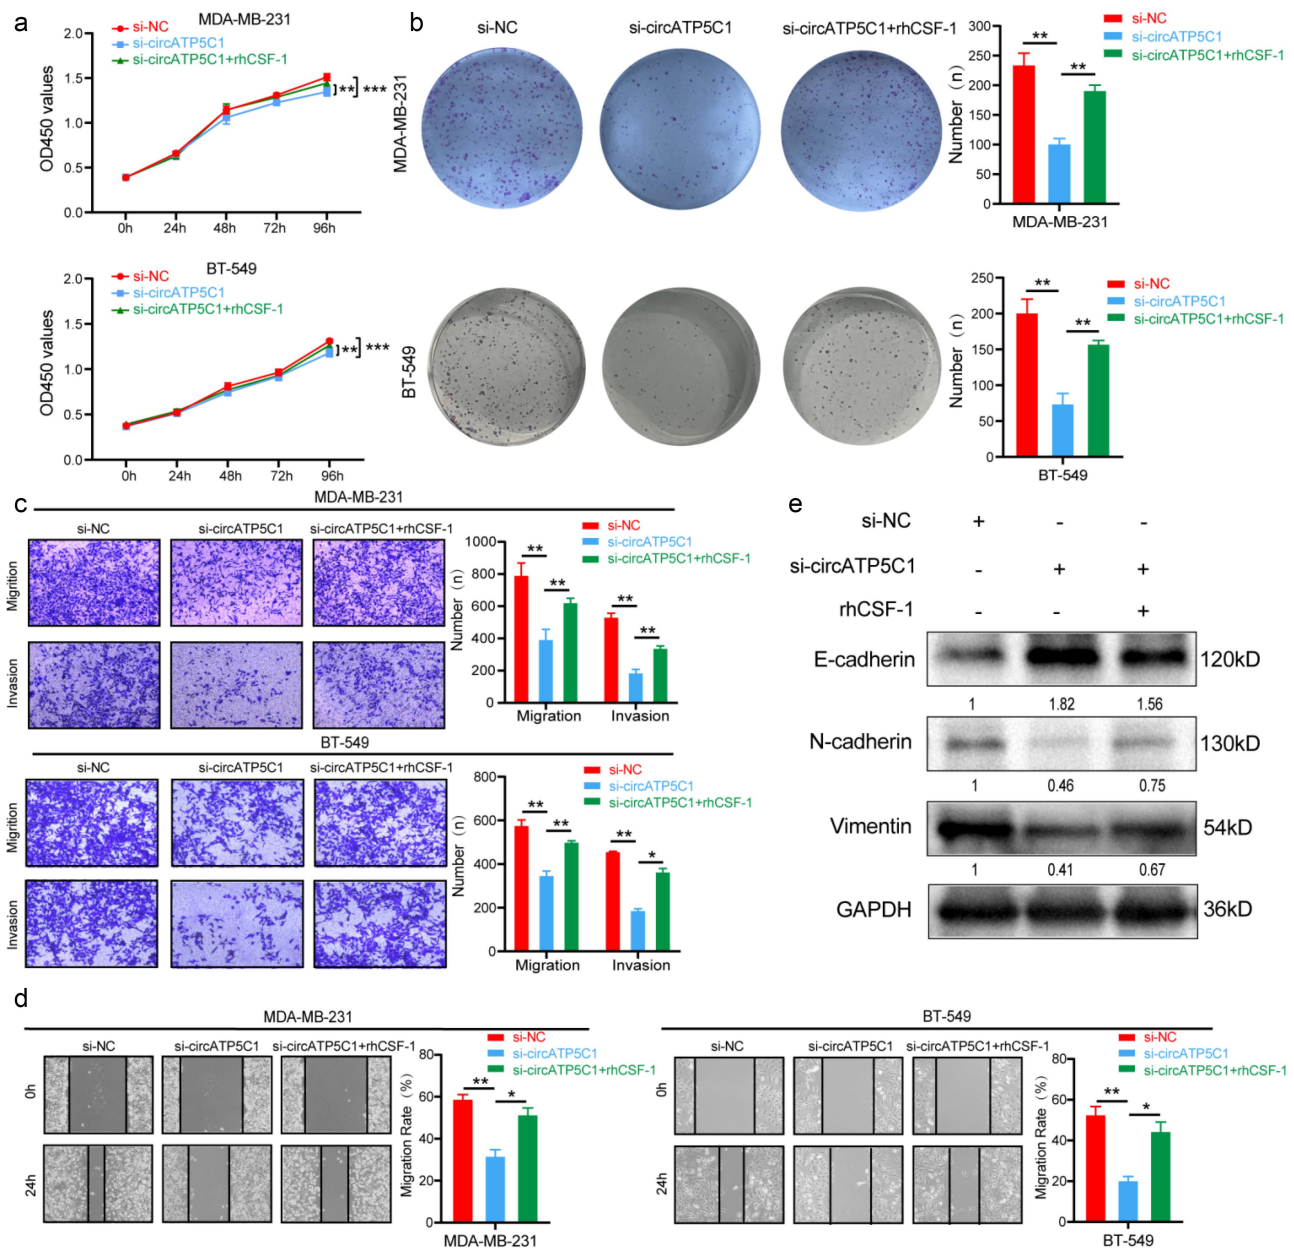 a
MDA-MB-231
si-NC
si-circATP5C1
si-circATP5C1+rhCSF-1
OD450 values
2.0
1.5
1.0
0.5
0.0
** ***
0h 24h 48h 72h 96h
BT-549
si-NC
si-circATP5C1
si-circATP5C1+rhCSF-1
OD450 values
2.0
1.5
1.0
0.5
0.0
** ***
0h 24h 48h 72h 96h
b
si-NC si-circATP5C1 si-circATP5C1+rhCSF-1
MDA-MB-231
BT-549
si-NC
si-circATP5C1
si-circATP5C1+rhCSF-1
Number (n)
300
250
200
150
100
50
0
** **
MDA-MB-231
si-NC
si-circATP5C1
si-circATP5C1+rhCSF-1
Number (n)
250
200
150
100
50
0
** **
BT-549
c
MDA-MB-231
si-NC si-circATP5C1 si-circATP5C1+rhCSF-1
Migrition
Invasion
si-NC
si-circATP5C1
si-circATP5C1+rhCSF-1
Number (n)
1000
800
600
400
200
0
** ** ** **
Migration Invasion
BT-549
si-NC si-circATP5C1 si-circATP5C1+rhCSF-1
Migrition
Invasion
si-NC
si-circATP5C1
si-circATP5C1+rhCSF-1
Number (n)
800
600
400
200
0
** ** ** *
Migration Invasion
e
si-NC + - -
si-circATP5C1 - + +
rhCSF-1 - - +
E-cadherin 120kD
1 1.82 1.56
N-cadherin 130kD
1 0.46 0.75
Vimentin 54kD
1 0.41 0.67
GAPDH 36kD
d
MDA-MB-231
si-NC si-circATP5C1 si-circATP5C1+rhCSF-1
0h
24h
si-NC
si-circATP5C1
si-circATP5C1+rhCSF-1
Migration Rate (%)
80
60
40
20
0
** *
MDA-MB-231
BT-549
si-NC si-circATP5C1 si-circATP5C1+rhCSF-1
0h
24h
si-NC
si-circATP5C1
si-circATP5C1+rhCSF-1
Migration Rate (%)
80
60
40
20
0
** *
BT-549